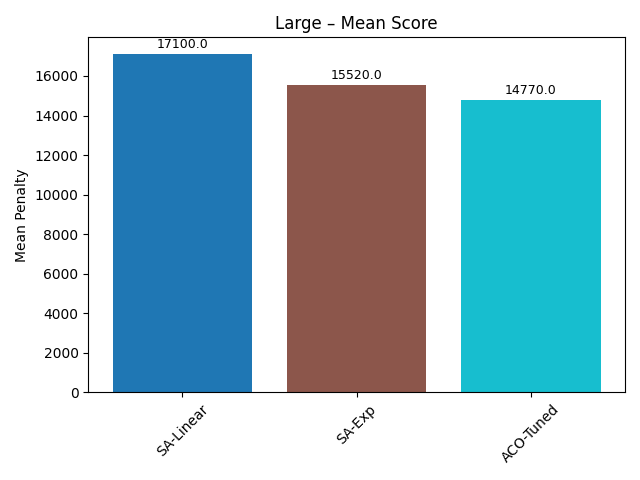 Large – Mean Score
17100.0
15520.0
14770.0
Mean Penalty
16000
14000
12000
10000
8000
6000
4000
2000
0
SA-Linear
SA-Exp
ACO-Tuned